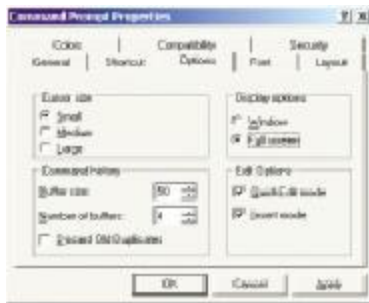 Command Prompt Properties
Colors Compatibility Security
General Shortcut Options Font Layout
Cursor size
Small
Medium
Large
Display options
Window
Full screen
Command history
Buffer size: 50
Number of buffers: 4
Discard Old Duplicates
Edit Options
QuickEdit mode
Insert mode
OK Cancel Apply